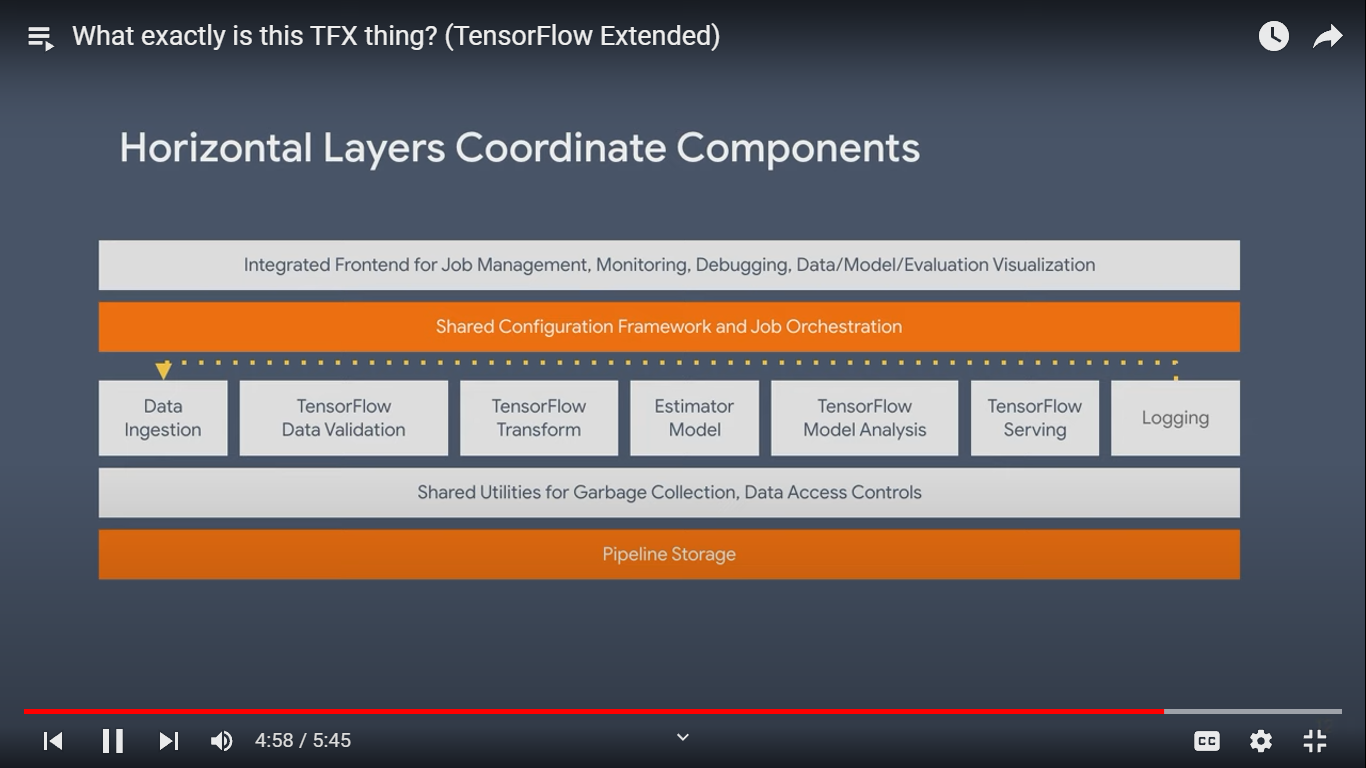 What exactly is this TFX thing? (TensorFlow Extended)
Horizontal Layers Coordinate Components
Integrated Frontend for Job Management, Monitoring, Debugging, Data/Model/Evaluation Visualization
Shared Configuration Framework and Job Orchestration
Data
Ingestion
TensorFlow
Data Validation
TensorFlow
Transform
Estimator
Model
TensorFlow
Model Analysis
TensorFlow
Serving
Logging
Shared Utilities for Garbage Collection, Data Access Controls
Pipeline Storage
4:58 / 5:45
CC